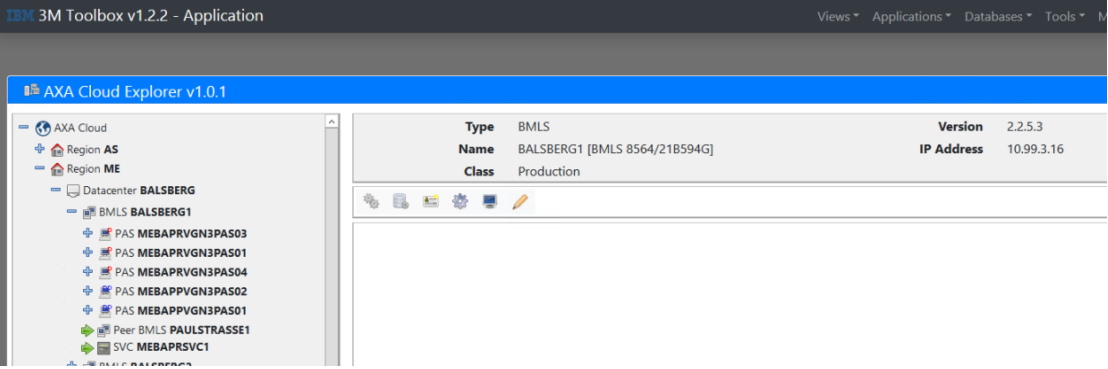 IBM 3M Toolbox v1.2.2 - Application
Views Applications Databases Tools M
AXA Cloud Explorer v1.0.1
AXA Cloud
Region AS
Region ME
Datacenter BALSBERG
BMLS BALSBERG1
PAS MEBAPRVGN3PAS03
PAS MEBAPRVGN3PAS01
PAS MEBAPRVGN3PAS04
PAS MEBAPPVGN3PAS02
PAS MEBAPPVGN3PAS01
Peer BMLS PAULSTRASSE1
SVC MEBAPRSVC1
BMLS BALSBERG2
Type BMLS
Name BALSBERG1 [BMLS 8564/21B594G]
Class Production
Version 2.2.5.3
IP Address 10.99.3.16